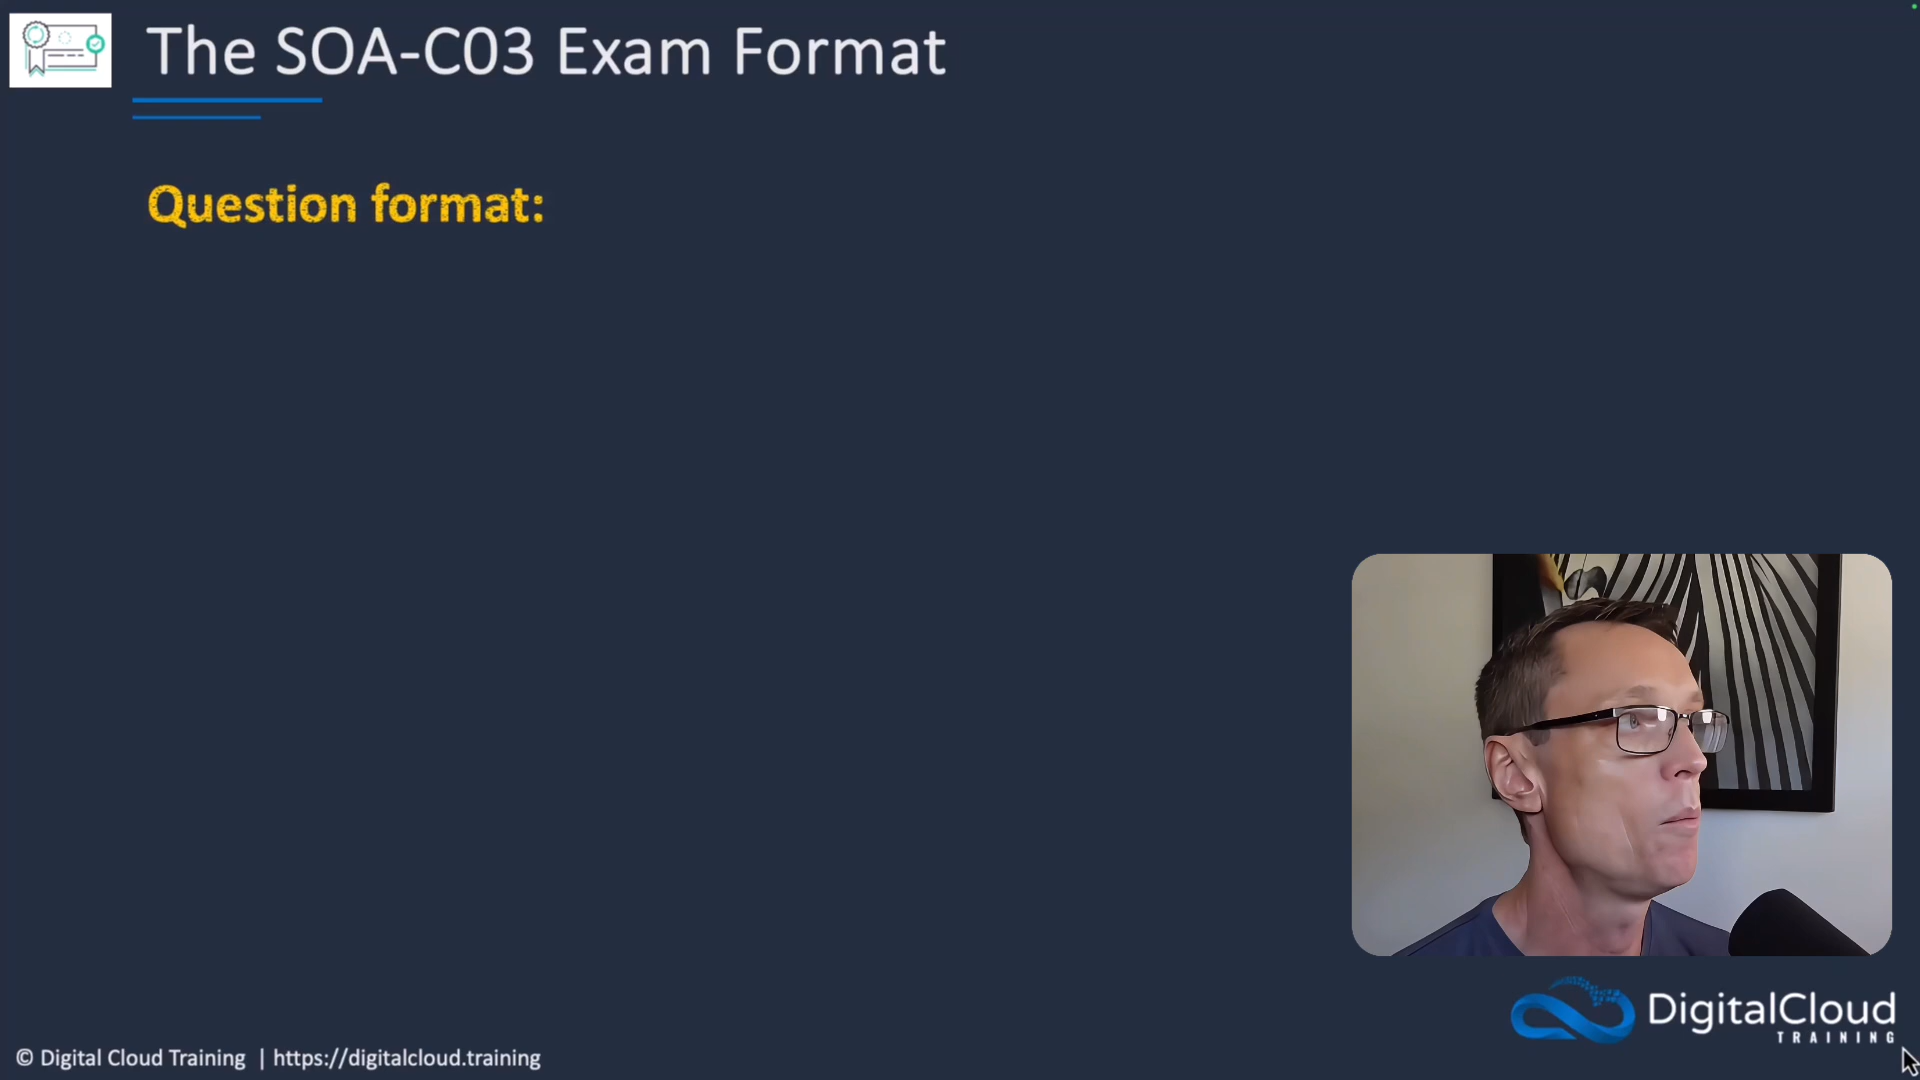 The SOA-C03 Exam Format
Question format:
DigitalCloud
TRAINING
© Digital Cloud Training | https://digitalcloud.training